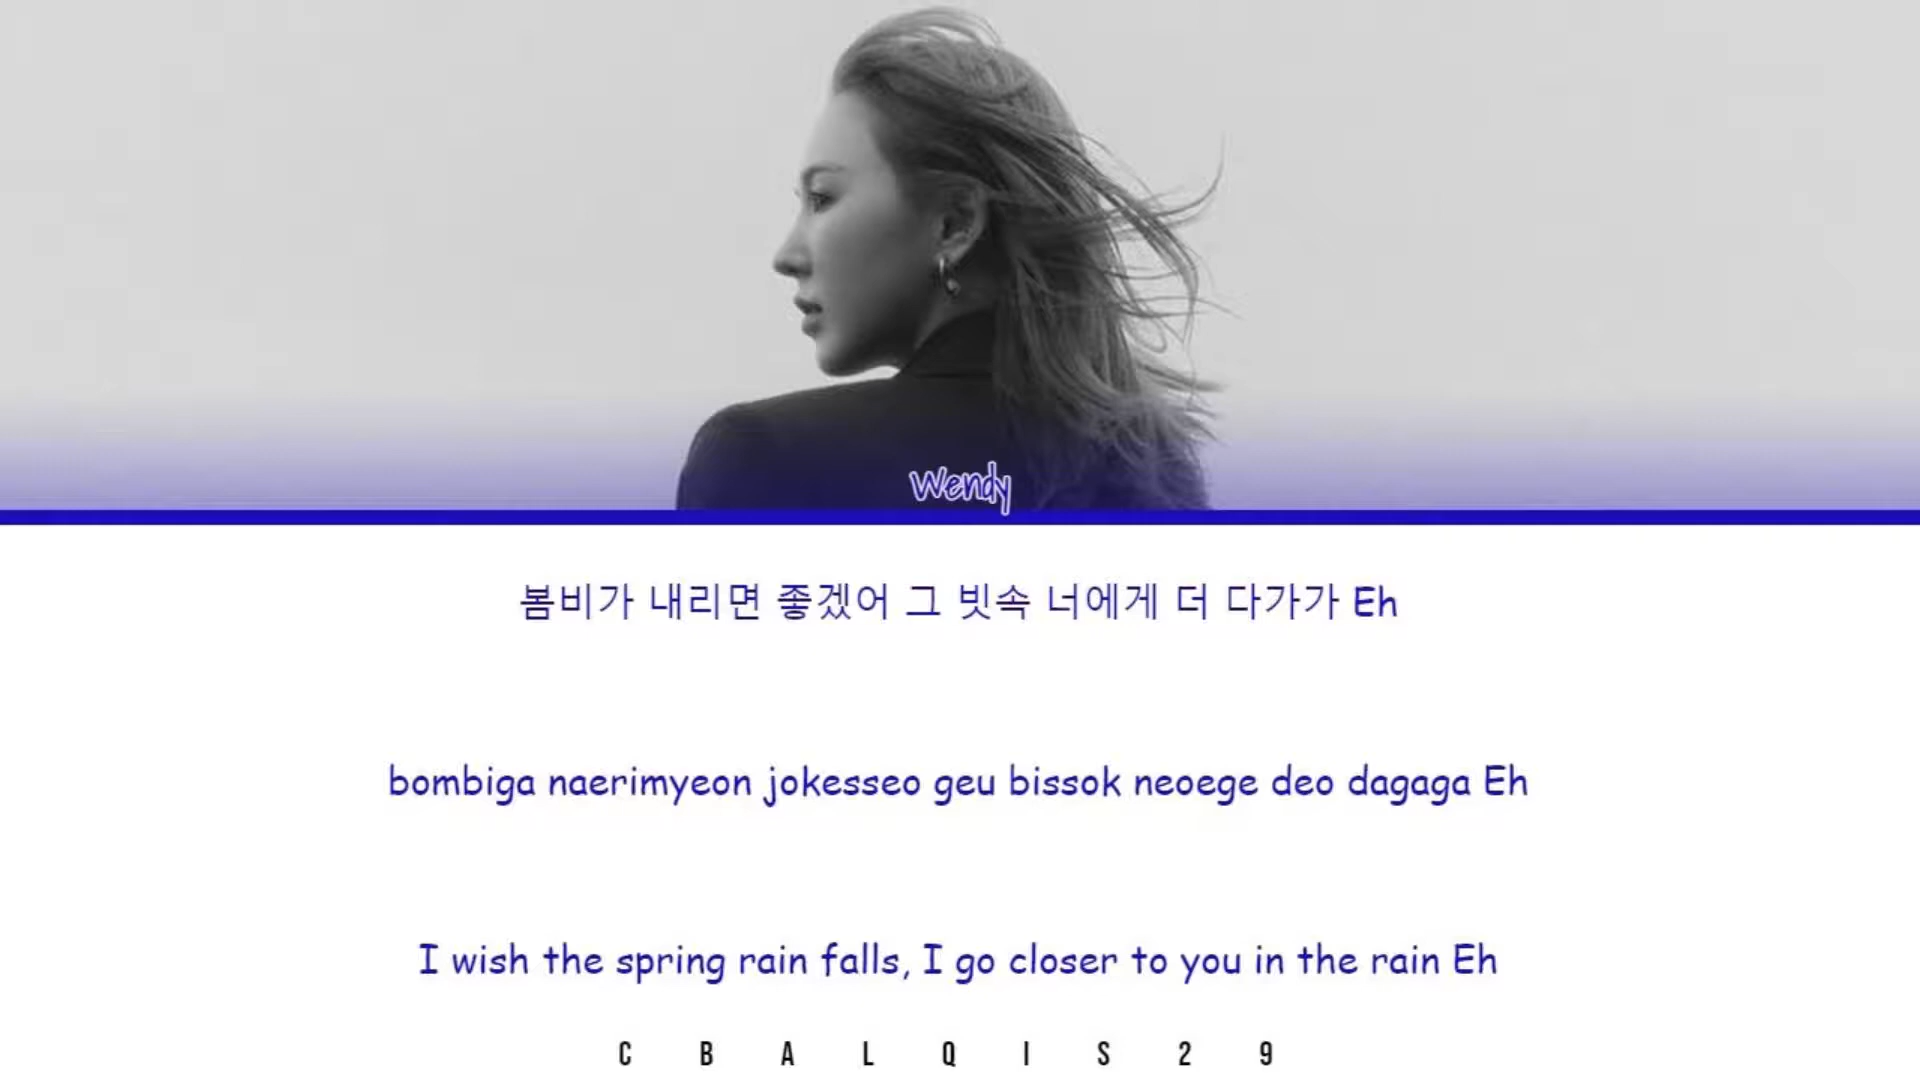 Wendy
봄비가 내리면 좋겠어 그 빗속 너에게 더 다가가 Eh
bombiga naerimyeon jokesseo geu bissok neoege deo dagaga Eh
I wish the spring rain falls, I go closer to you in the rain Eh
CBALQIS29